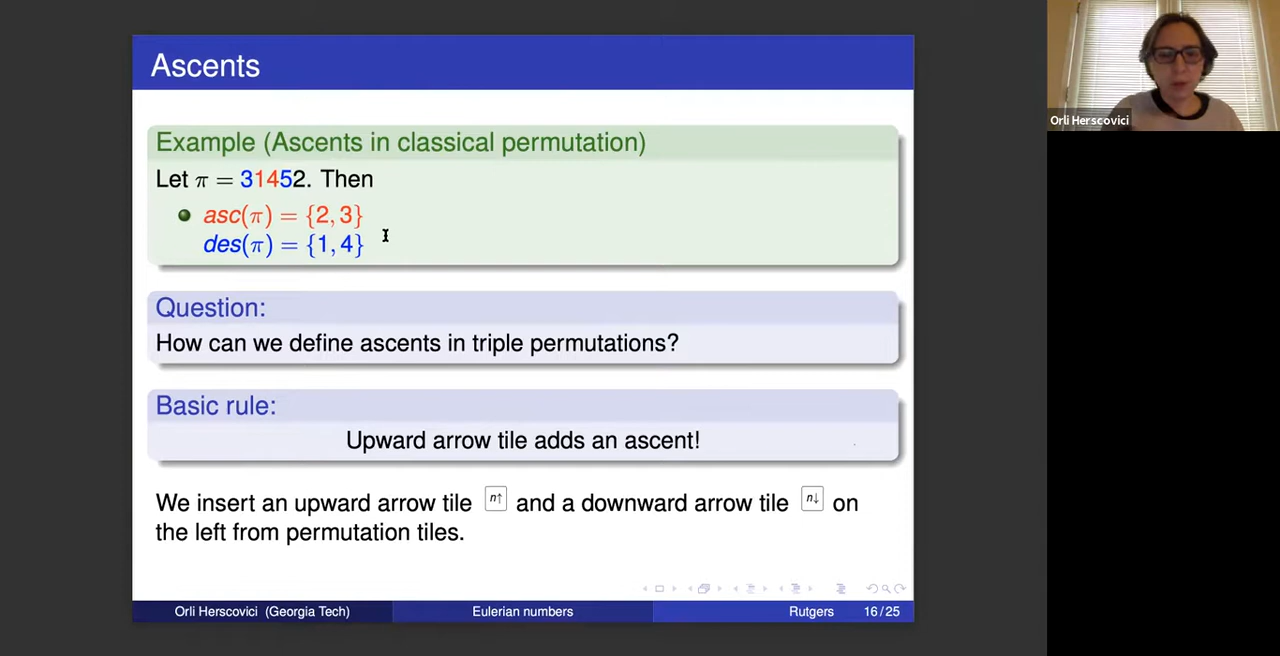 Ascents
Example (Ascents in classical permutation)
Let π = 31452. Then
asc(π) = {2, 3}
des(π) = {1, 4}
Question:
How can we define ascents in triple permutations?
Basic rule:
Upward arrow tile adds an ascent!
We insert an upward arrow tile n↑ and a downward arrow tile n↓ on
the left from permutation tiles.
Orli Herscovici (Georgia Tech) Eulerian numbers Rutgers 16/25
Orli Herscovici